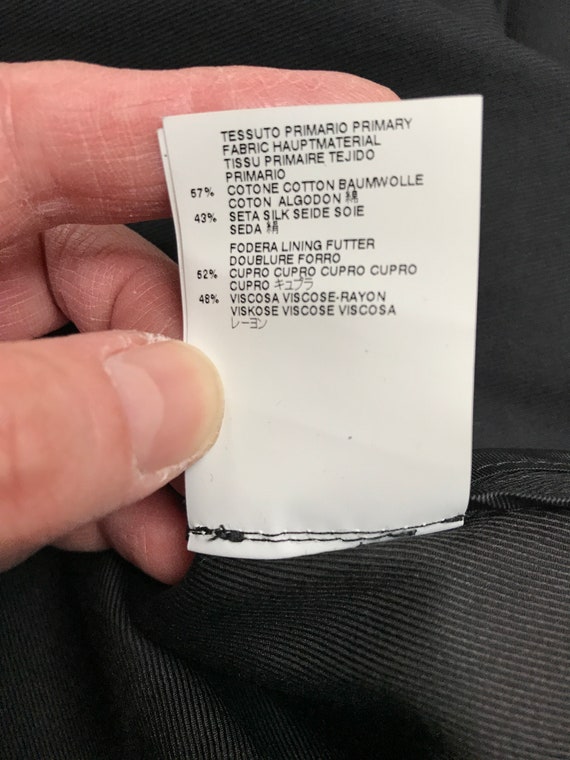 TESSUTO PRIMARIO PRIMARY
FABRIC HAUPTMATERIAL
TISSU PRIMAIRE TEJIDO
PRIMARIO
57% COTONE COTTON BAUMWOLLE
COTON ALGODON 綿
43% SETA SILK SEIDE SOIE
SEDA 絹
FODERA LINING FUTTER
DOUBLURE FORRO
52% CUPRO CUPRO CUPRO CUPRO
CUPRO キュプラ
48% VISCOSA VISCOSE-RAYON
VISKOSE VISCOSE VISCOSA
レーヨン